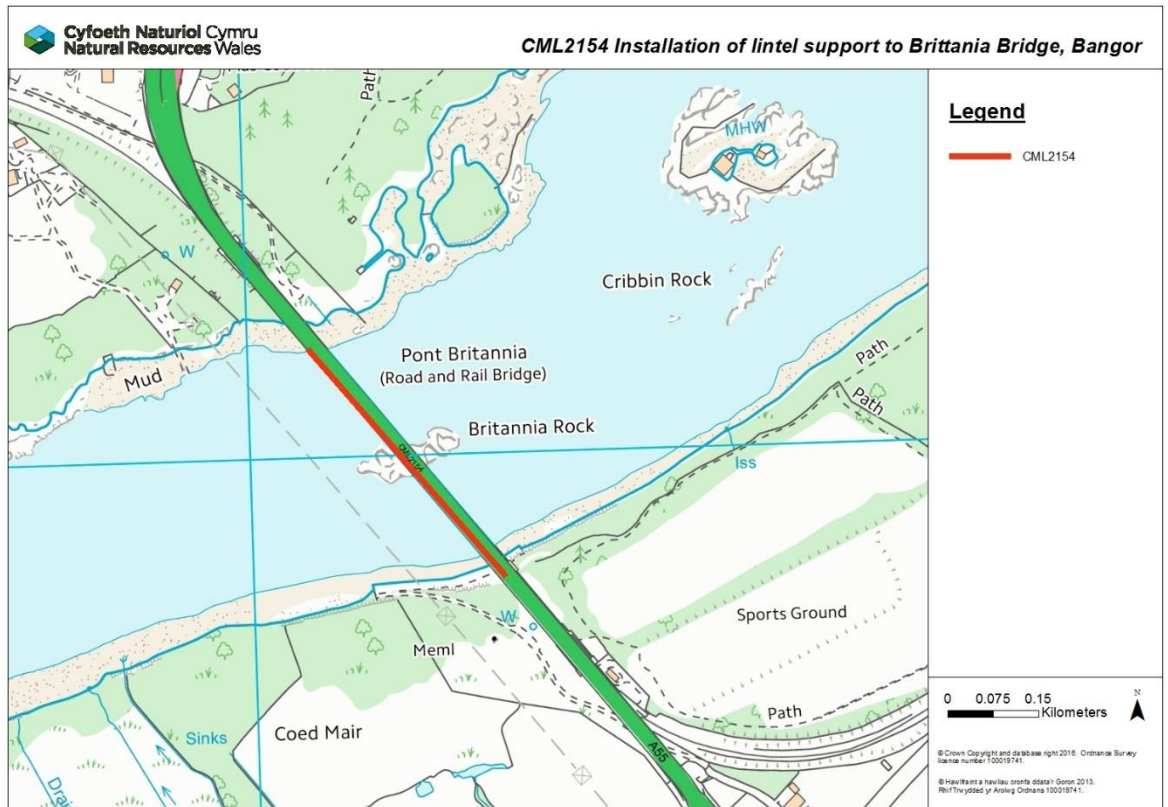 Cyfoeth Naturiol Cymru
Natural Resources Wales
CML2154 Installation of lintel support to Brittania Bridge, Bangor
Path
MHW
W
Cribbin Rock
Mud
Pont Britannia
(Road and Rail Bridge)
Path
Path
Britannia Rock
CML2154
Iss
W
Sports Ground
Meml
Path
Coed Mair
Sinks
A55
Drai
Legend
CML2154
0 0.075 0.15
Kilometers
N
© Crown Copyright and database right 2016. Ordnance Survey
licence number 100019741.
© Hawlfraint a hawliau cronfa ddata'r Goron 2013.
Rhif Trwydded yr Arolwg Ordnans 100019741.